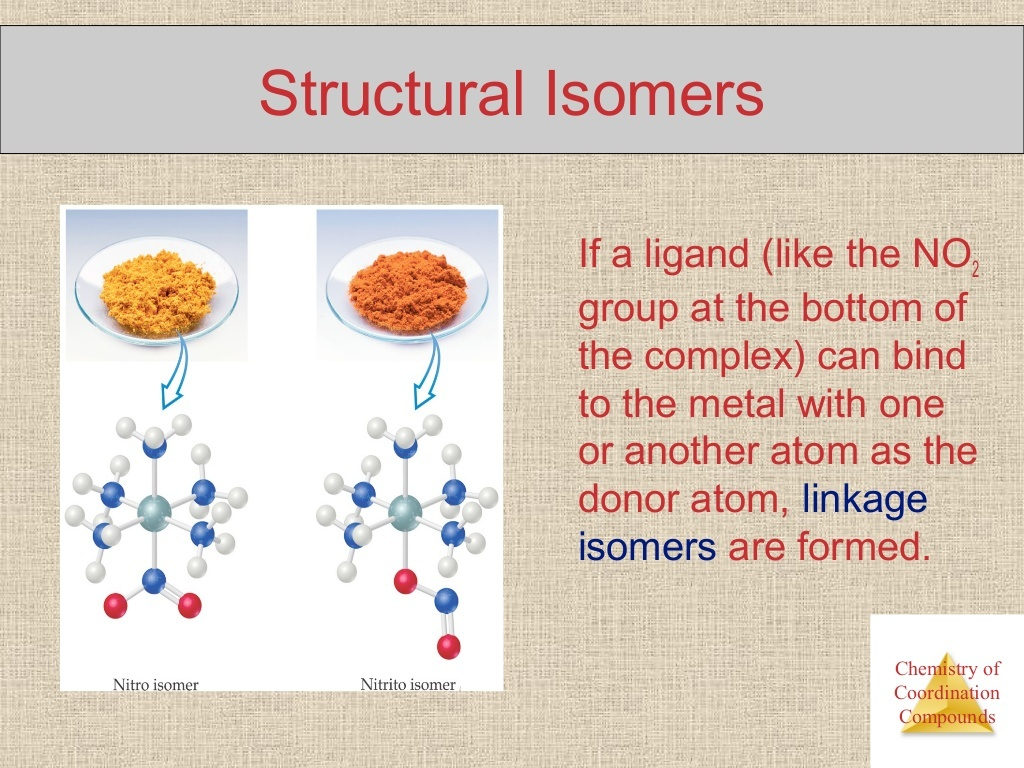 Structural Isomers
If a ligand (like the NO₂
group at the bottom of
the complex) can bind
to the metal with one
or another atom as the
donor atom, linkage
isomers are formed.
Nitro isomer
Nitrito isomer
Chemistry of
Coordination
Compounds